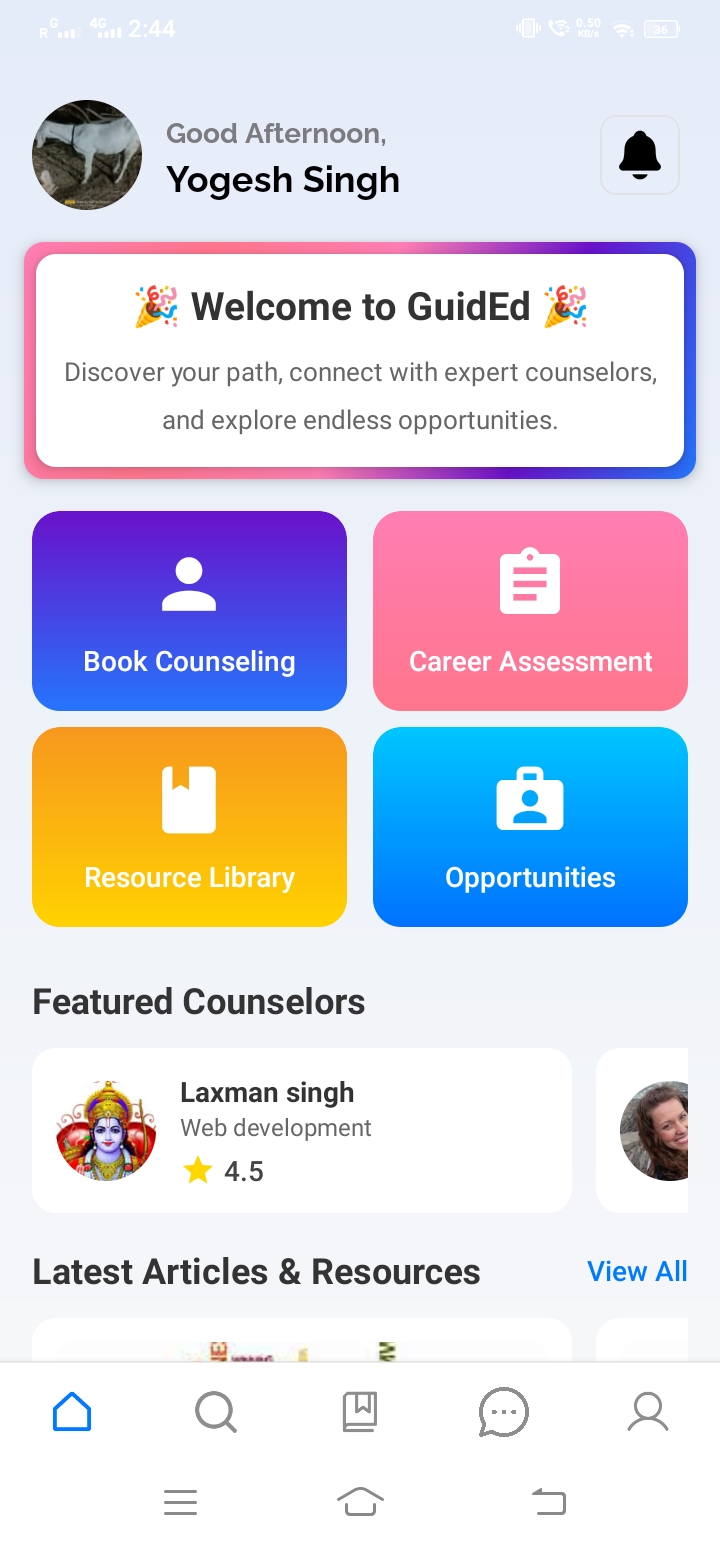 R G 4G 2:44 0.50 KB/s 36
Good Afternoon,
Yogesh Singh
🎉 Welcome to GuidEd 🎉
Discover your path, connect with expert counselors,
and explore endless opportunities.
Book Counseling
Career Assessment
Resource Library
Opportunities
Featured Counselors
Laxman singh
Web development
4.5
Latest Articles & Resources
View All